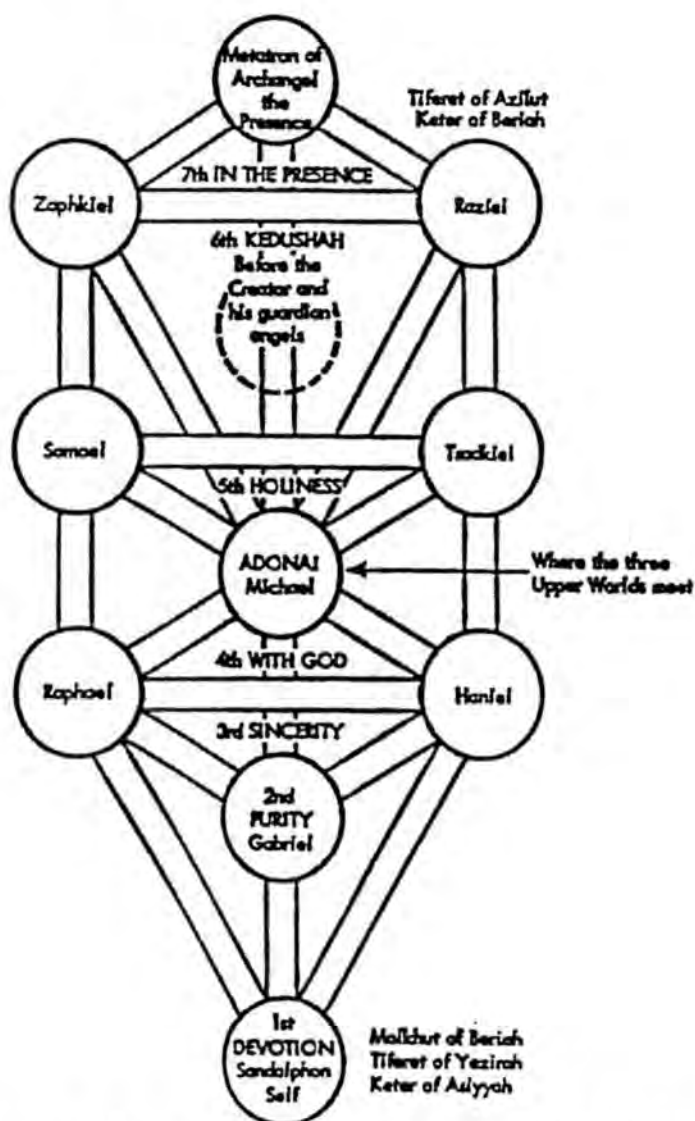 Metatron of
Archangel
the
Presence
Tiferet of Azilut
Keter of Beriah
Zaphkiel
7th IN THE PRESENCE
Raziel
6th KEDUSHAH
Before the
Creator and
his guardian
angels
Samael
Tzadkiel
5th HOLINESS
ADONAI
Michael
Where the three
Upper Worlds meet
4th WITH GOD
Raphael
Haniel
3rd SINCERITY
2nd
PURITY
Gabriel
1st
DEVOTION
Sandalphon
Self
Malkhut of Beriah
Tiferet of Yezirah
Keter of Asiyyah